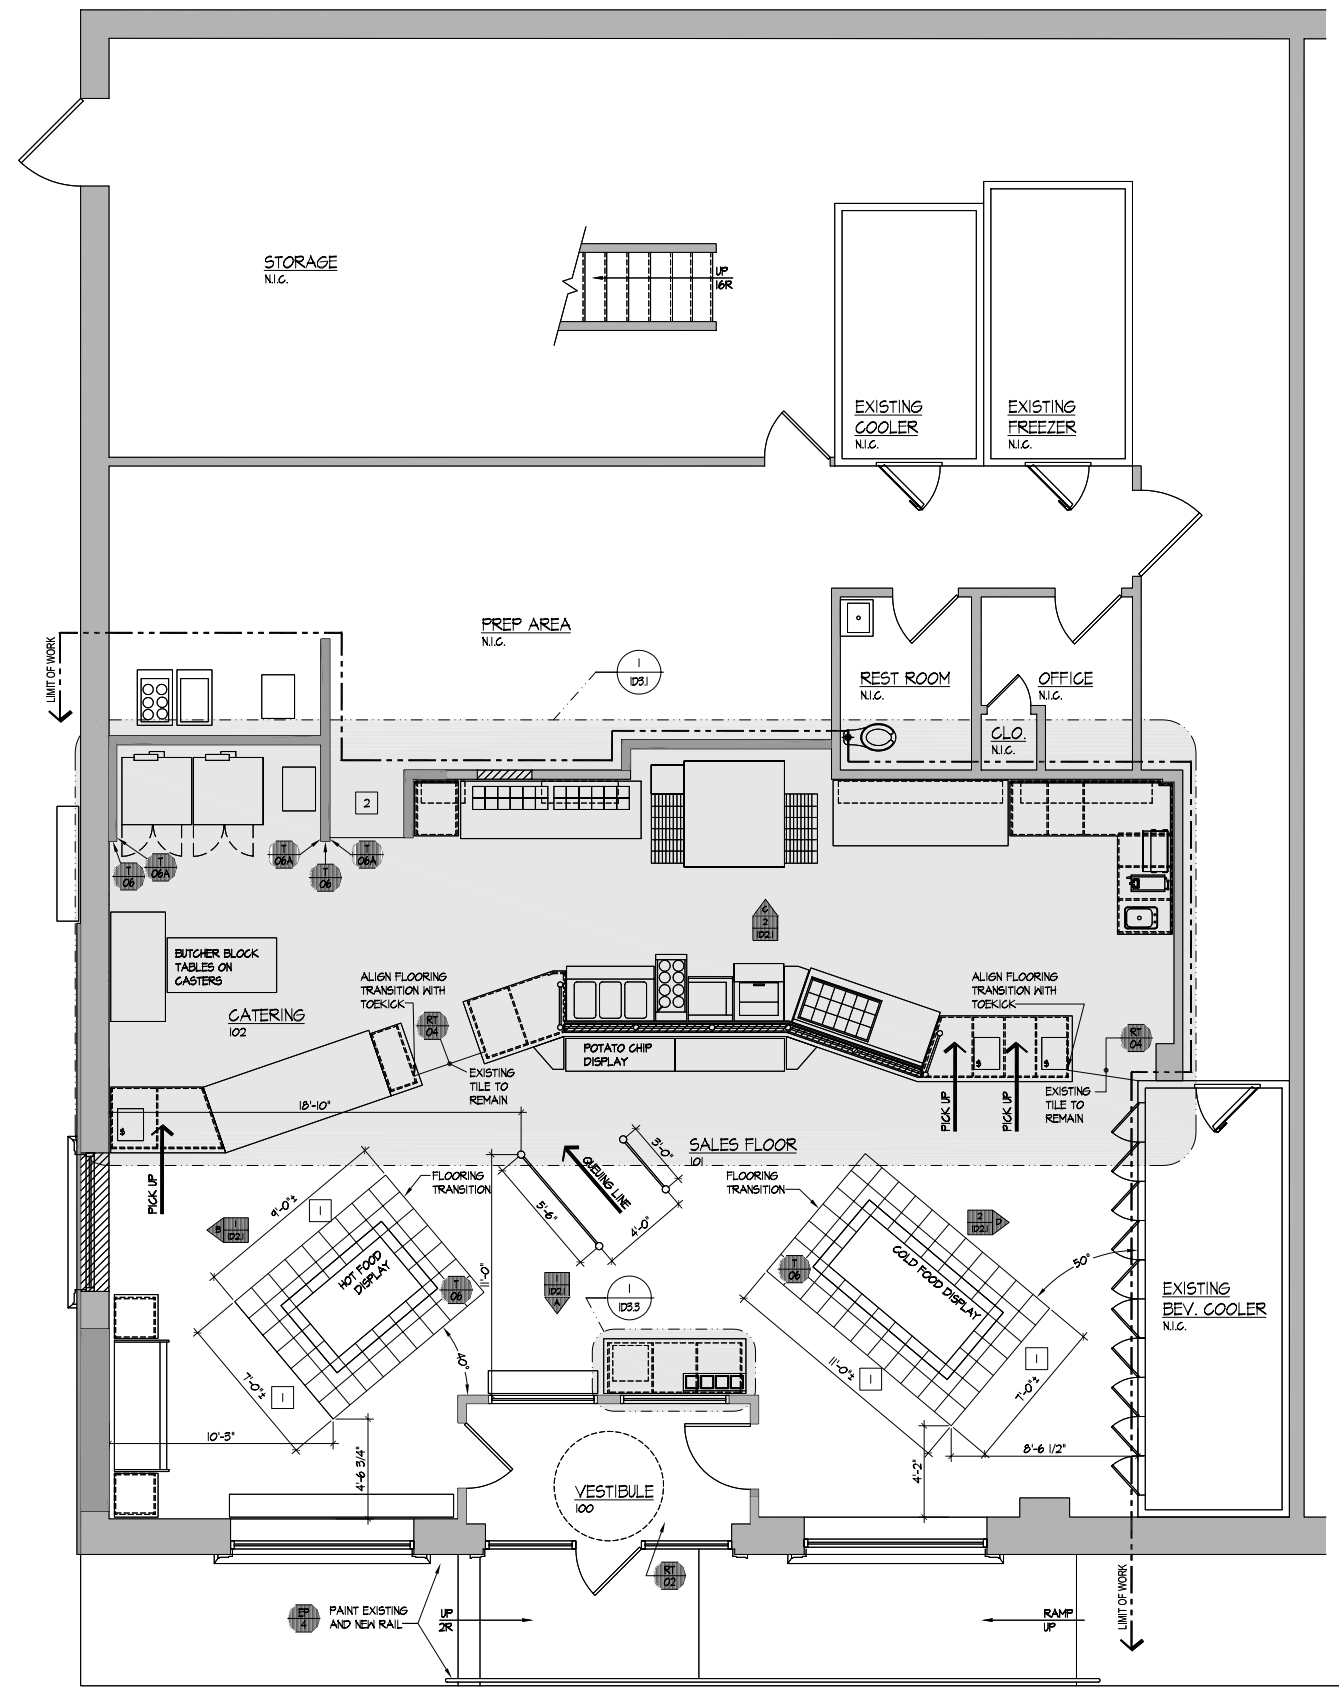 STORAGE
N.I.C.
UP
16R
EXISTING
COOLER
N.I.C.
EXISTING
FREEZER
N.I.C.
PREP AREA
N.I.C.
LIMIT OF WORK
1
ID3.1
REST ROOM
N.I.C.
OFFICE
N.I.C.
CLO.
N.I.C.
2
T
06
T
06A
T
06A
T
06
T
06A
C
2
ID2.1
BUTCHER BLOCK
TABLES ON
CASTERS
CATERING
102
ALIGN FLOORING
TRANSITION WITH
TOEKICK
RT
04
ALIGN FLOORING
TRANSITION WITH
TOEKICK
RT
04
POTATO CHIP
DISPLAY
EXISTING
TILE TO
REMAIN
$
$
PICK UP
PICK UP
EXISTING
TILE TO
REMAIN
18'-10"
$
PICK UP
SALES FLOOR
101
3'-0"
QUEUING LINE
5'-6"
4'-0"
FLOORING
TRANSITION
FLOORING
TRANSITION
9'-0"±
1
B
1
ID2.1
HOT FOOD
DISPLAY
11'-0"
T
06
2
ID2.1
D
COLD FOOD DISPLAY
T
06
50°
EXISTING
BEV. COOLER
N.I.C.
1
ID2.1
A
1
ID3.3
7'-0"±
1
40°
11'-0"±
1
1
7'-0"±
10'-3"
4'-6 3/4"
4'-2"
8'-6 1/2"
VESTIBULE
100
RT
02
EP
4
PAINT EXISTING
AND NEW RAIL
UP
2R
RAMP
UP
LIMIT OF WORK